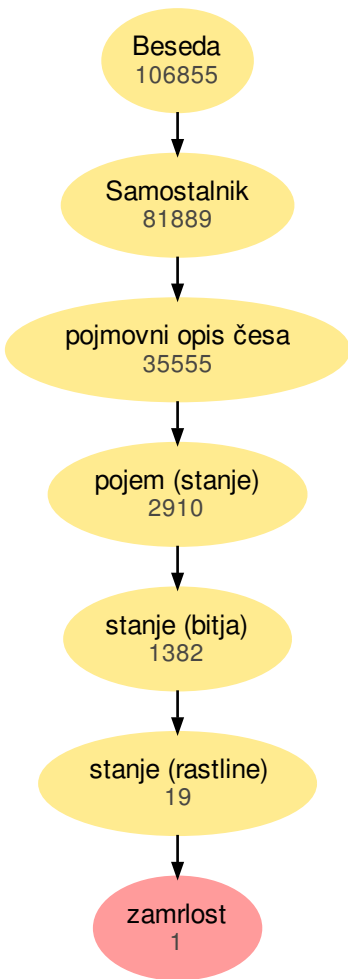 Beseda
106855
Samostalnik
81889
pojmovni opis česa
35555
pojem (stanje)
2910
stanje (bitja)
1382
stanje (rastline)
19
zamrlost
1